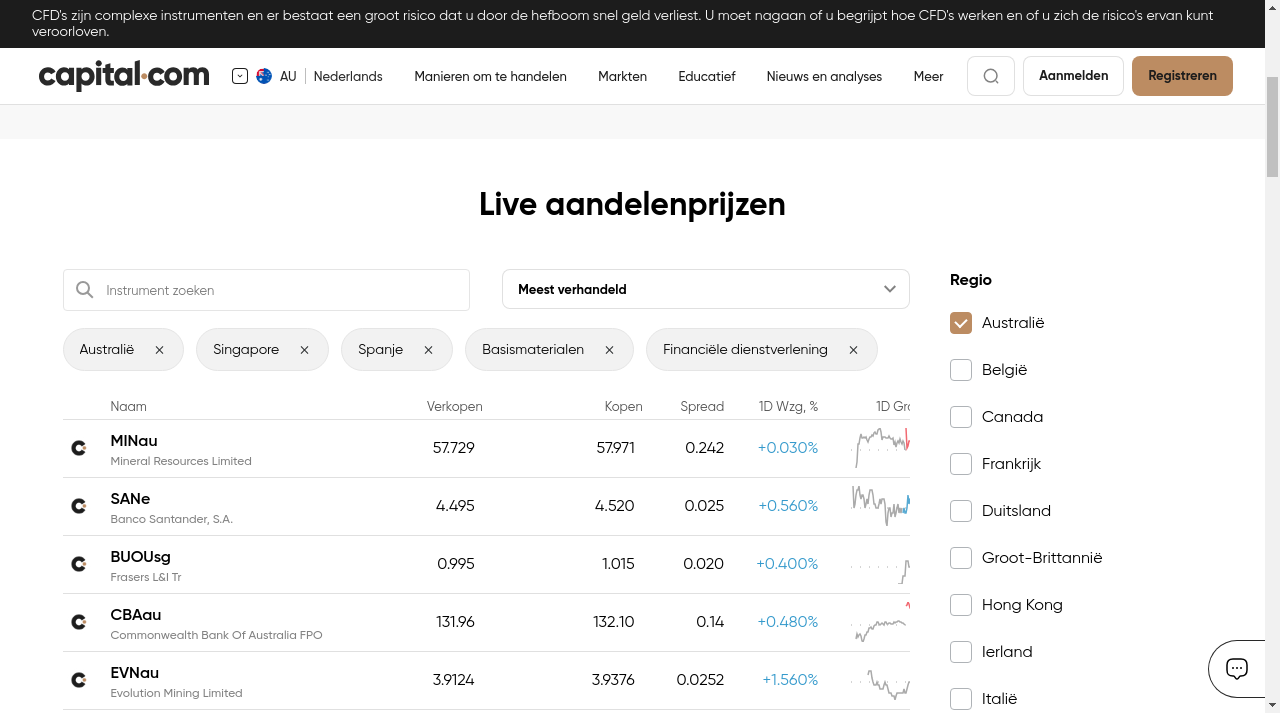 CFD's zijn complexe instrumenten en er bestaat een groot risico dat u door de hefboom snel geld verliest. U moet nagaan of u begrijpt hoe CFD's werken en of u zich de risico's ervan kunt
veroorloven.
capital.com
AU
Nederlands
Manieren om te handelen
Markten
Educatief
Nieuws en analyses
Meer
Aanmelden
Registreren
Live aandelenprijzen
Instrument zoeken
Meest verhandeld
Australië
Singapore
Spanje
Basismaterialen
Financiële dienstverlening
Naam Verkopen Kopen Spread 1D Wzg, %
MINau 57.729 57.971 0.242 +0.030%
Mineral Resources Limited
SANe 4.495 4.520 0.025 +0.560%
Banco Santander, S.A.
BUOUsg 0.995 1.015 0.020 +0.400%
Frasers L&I Tr
CBAau 131.96 132.10 0.14 +0.480%
Commonwealth Bank Of Australia FPO
EVNau 3.9124 3.9376 0.0252 +1.560%
Evolution Mining Limited
Regio
Australië
België
Canada
Frankrijk
Duitsland
Groot-Brittannië
Hong Kong
Ierland
Italië